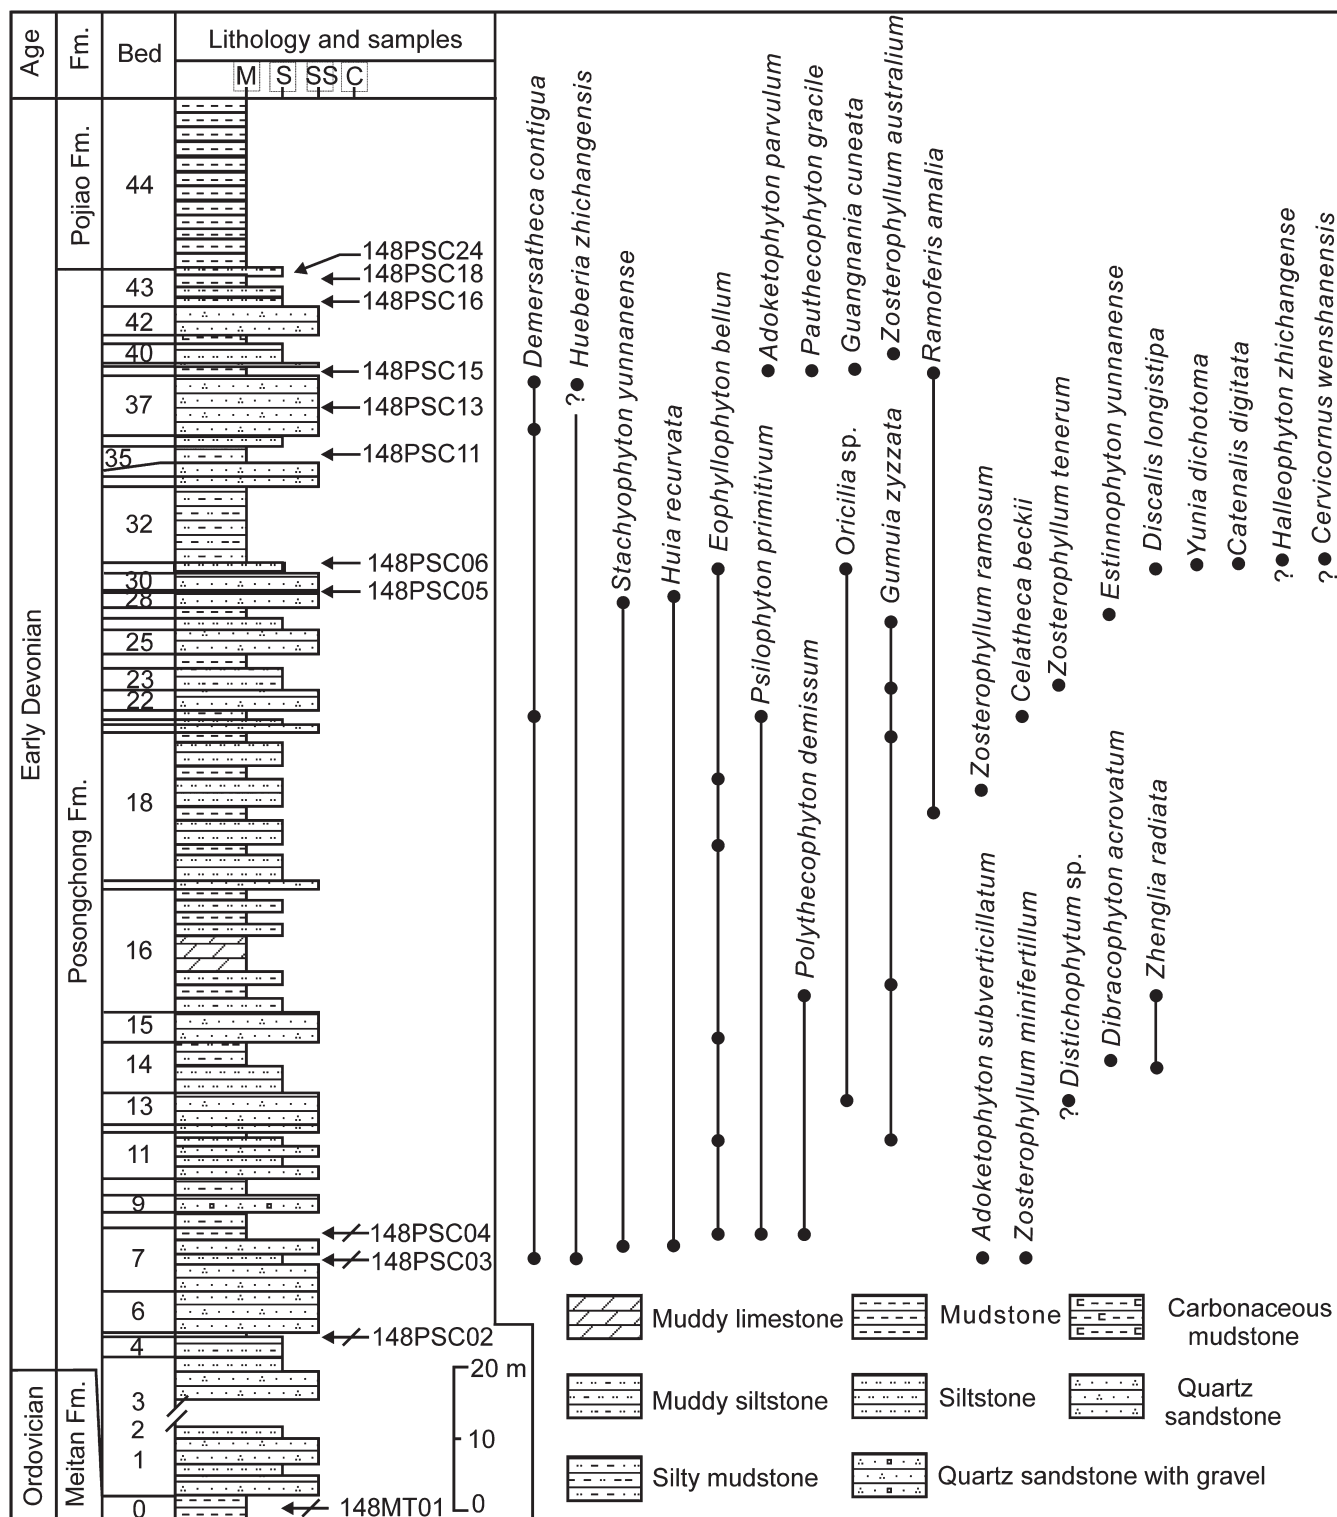 Age
Fm.
Bed
Lithology and samples
M S SS C
Early Devonian
Ordovician
Pojiao Fm.
Posongchong Fm.
Meitan Fm.
44
43
42
40
37
35
32
30
28
25
23
22
18
16
15
14
13
11
9
7
6
4
3
2
1
0
148PSC24
148PSC18
148PSC16
148PSC15
148PSC13
148PSC11
148PSC06
148PSC05
148PSC04
148PSC03
148PSC02
148MT01
20 m
10
0
Demersatheca contigua
?
Hueberia zhichangensis
Stachyophyton yunnanense
Huia recurvata
Eophyllophyton bellum
Psilophyton primitivum
Polythecophyton demissum
Adoketophyton parvulum
Pauthecophyton gracile
Guangnania cuneata
Zosterophyllum australium
Ramoferis amalia
Oricilia sp.
Gumuia zyzzata
Zosterophyllum ramosum
Celatheca beckii
Zosterophyllum tenerum
Estinnophyton yunnanense
Discalis longistipa
Yunia dichotoma
Catenalis digitata
?
Halleophyton zhichangense
?
Cervicornus wenshanensis
Adoketophyton subverticillatum
Zosterophyllum minifertillum
?
Distichophytum sp.
Dibracophyton acrovatum
Zhenglia radiata
Muddy limestone
Mudstone
Carbonaceous
mudstone
Muddy siltstone
Siltstone
Quartz
sandstone
Silty mudstone
Quartz sandstone with gravel